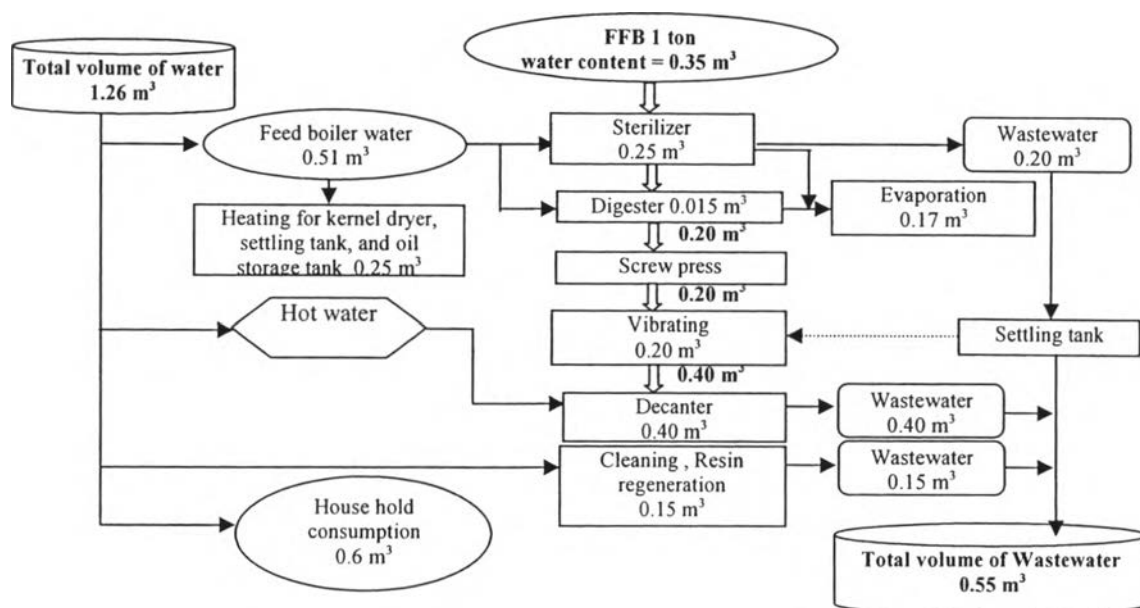 FFB 1 ton
water content = 0.35 m³
Total volume of water
1.26 m³
Feed boiler water
0.51 m³
Sterilizer
0.25 m³
Wastewater
0.20 m³
Heating for kernel dryer,
settling tank, and oil
storage tank 0.25 m³
Digester 0.015 m³
Evaporation
0.17 m³
0.20 m³
Screw press
0.20 m³
Hot water
Vibrating
0.20 m³
Settling tank
0.40 m³
Decanter
0.40 m³
Wastewater
0.40 m³
Cleaning , Resin
regeneration
0.15 m³
Wastewater
0.15 m³
House hold
consumption
0.6 m³
Total volume of Wastewater
0.55 m³